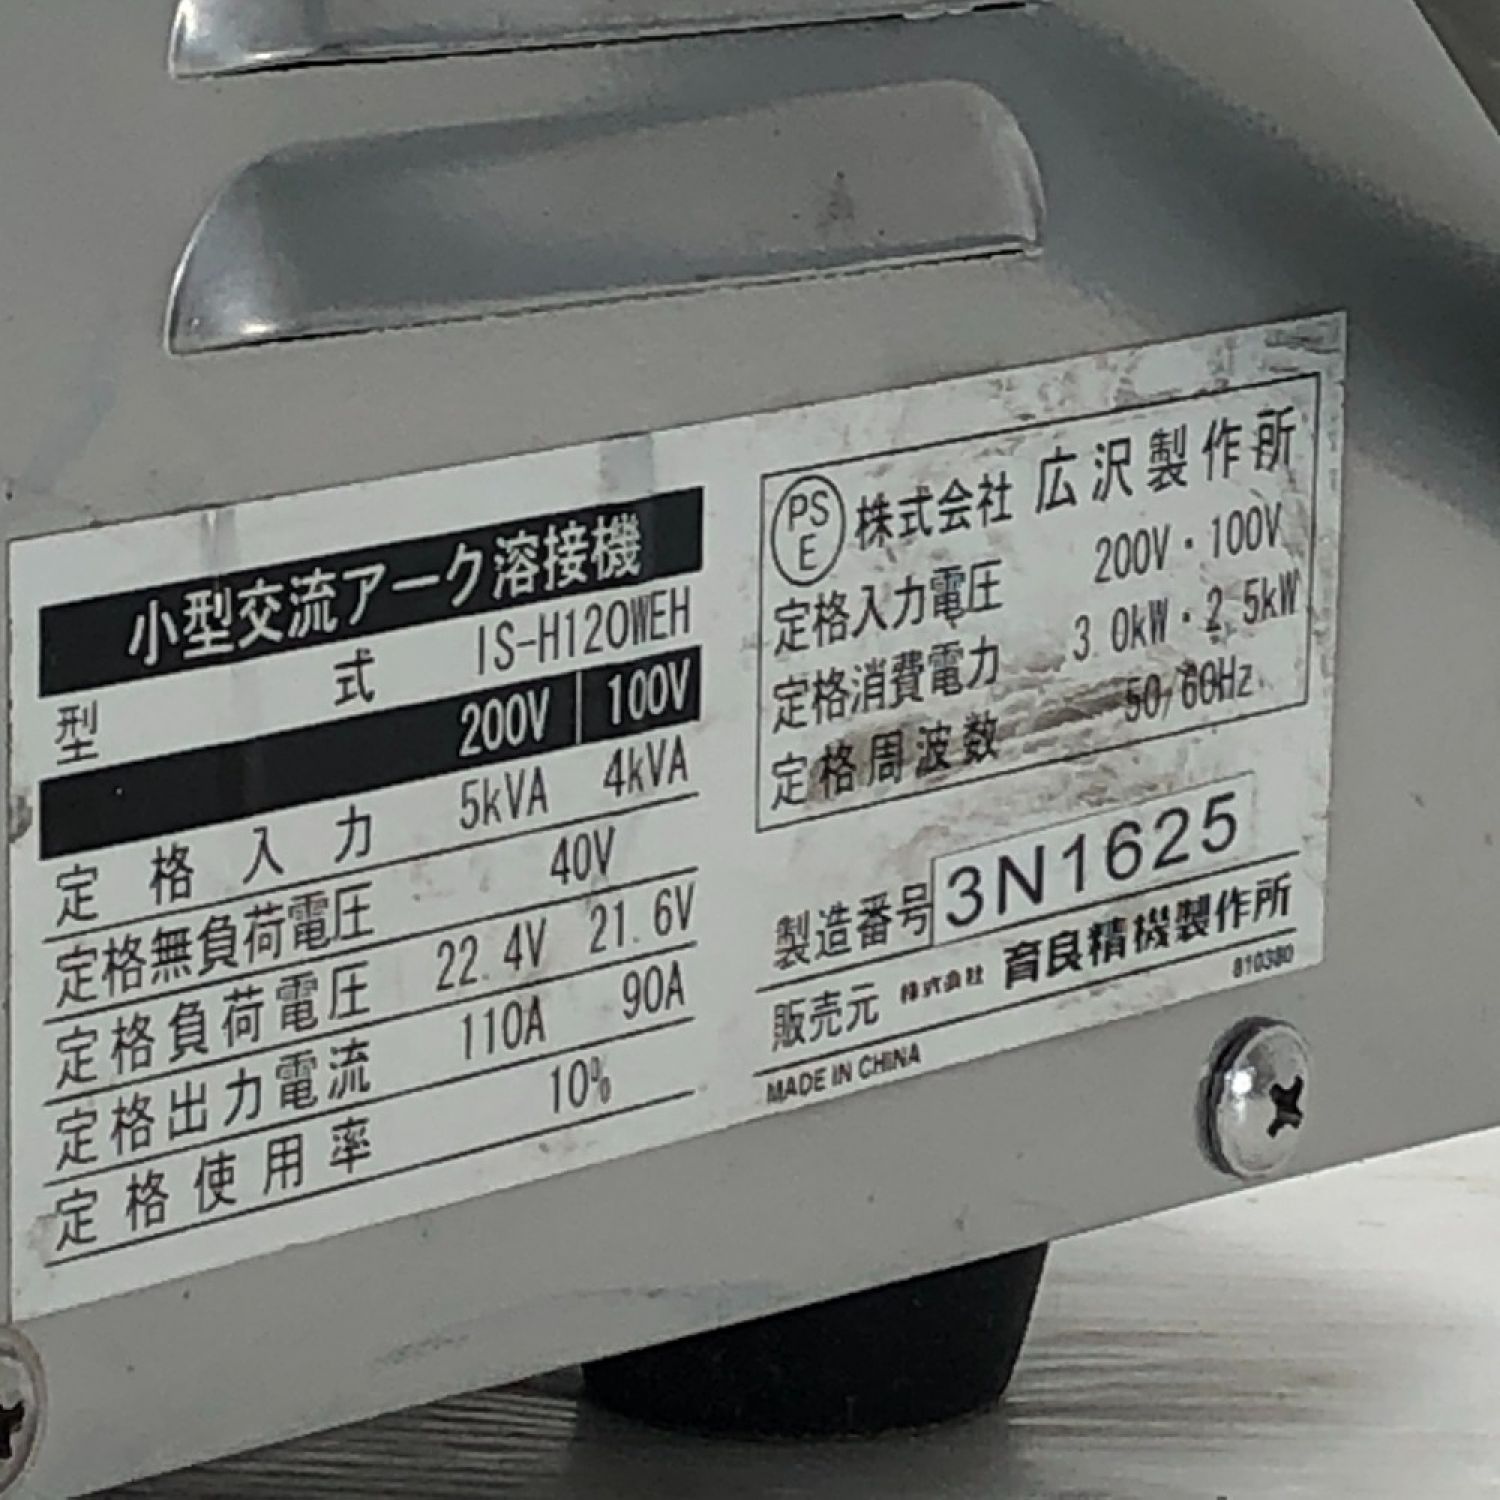 小型交流アーク溶接機
型 式 IS-H120WEH
200V 100V
定格入力 5kVA 4kVA
定格無負荷電圧 40V
定格負荷電圧 22.4V 21.6V
定格出力電流 110A 90A
定格使用率 10%
PS
E
株式会社 広沢製作所
定格入力電圧 200V・100V
定格消費電力 3.0kW・2.5kW
定格周波数 50/60Hz
製造番号 3N1625
販売元 株式会社 育良精機製作所
810380
MADE IN CHINA